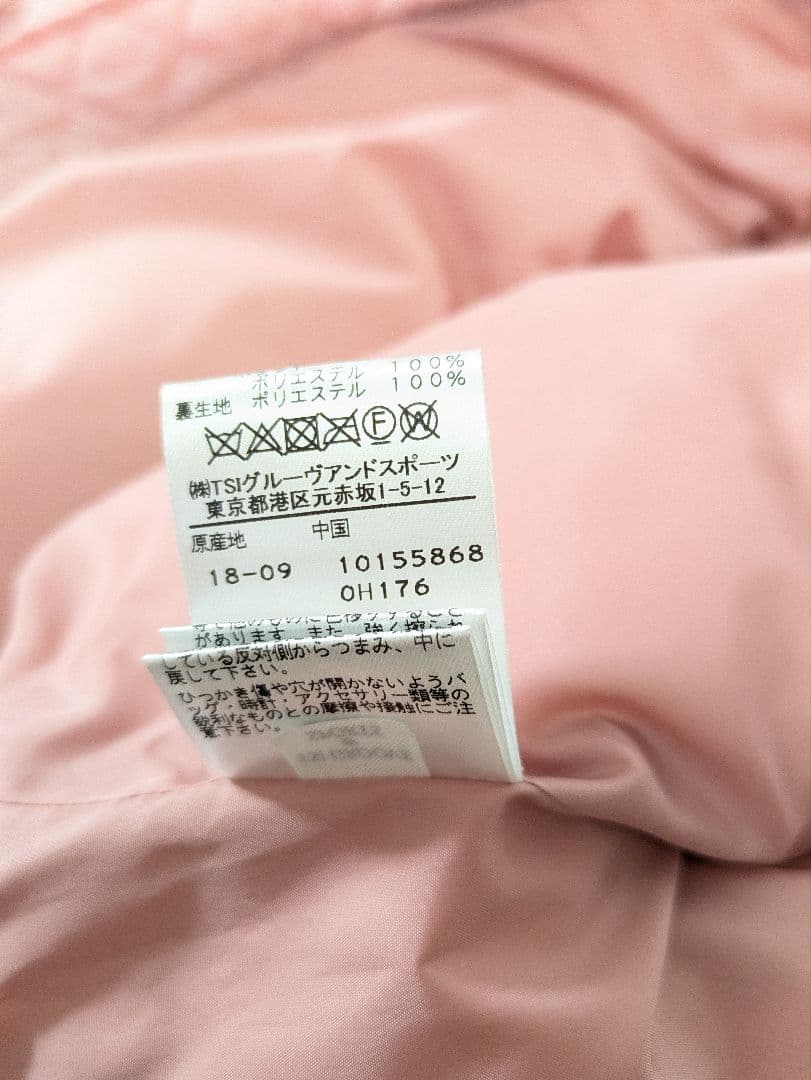 ポリエステル 100%
裏生地 ポリエステル 100%
F W
㈱TSIグルーヴアンドスポーツ
東京都港区元赤坂1-5-12
原産地 中国
18-09 10155868
0H176
があります。また、強く擦られ
している反対側からつまみ、中に
戻して下さい。
ひっかき傷や穴が開かないようバ
ッグ・時計・アクセサリー類等の
鋭利なものとの摩擦や接触にご注
意下さい。